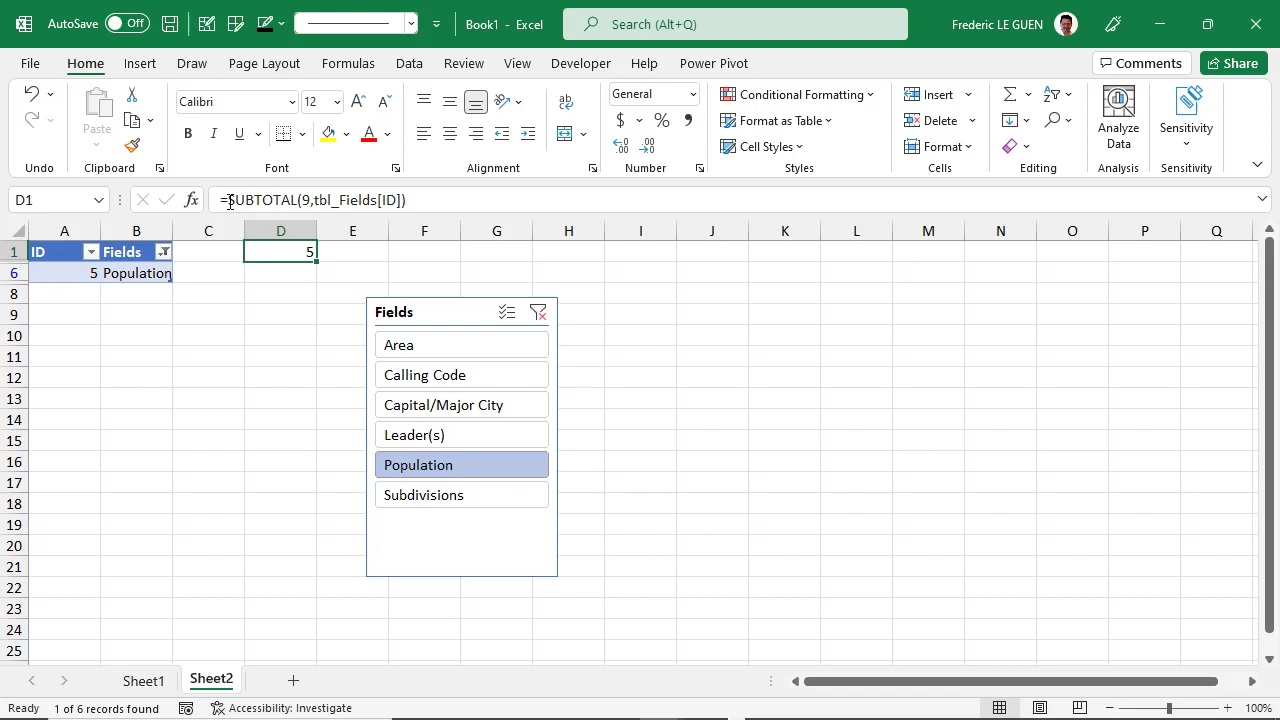 AutoSave Off Book1 - Excel Search (Alt+Q) Frederic LE GUEN
File Home Insert Draw Page Layout Formulas Data Review View Developer Help Power Pivot Comments Share
Calibri 12 General Conditional Formatting Insert
Paste $ % Format as Table Delete Analyze Data Sensitivity
B I U A Cell Styles Format
Undo Clipboard Font Alignment Number Styles Cells Editing Analysis Sensitivity
D1 fx =SUBTOTAL(9,tbl_Fields[ID])
A B C D E F G H I J K L M N O P Q
1 ID Fields 5
6 5 Population
8
9 Fields
10
11 Area
12 Calling Code
13
14 Capital/Major City
15 Leader(s)
16
17 Population
18 Subdivisions
19
20
21
22
23
24
25
Sheet1 Sheet2
Ready 1 of 6 records found Accessibility: Investigate 100%